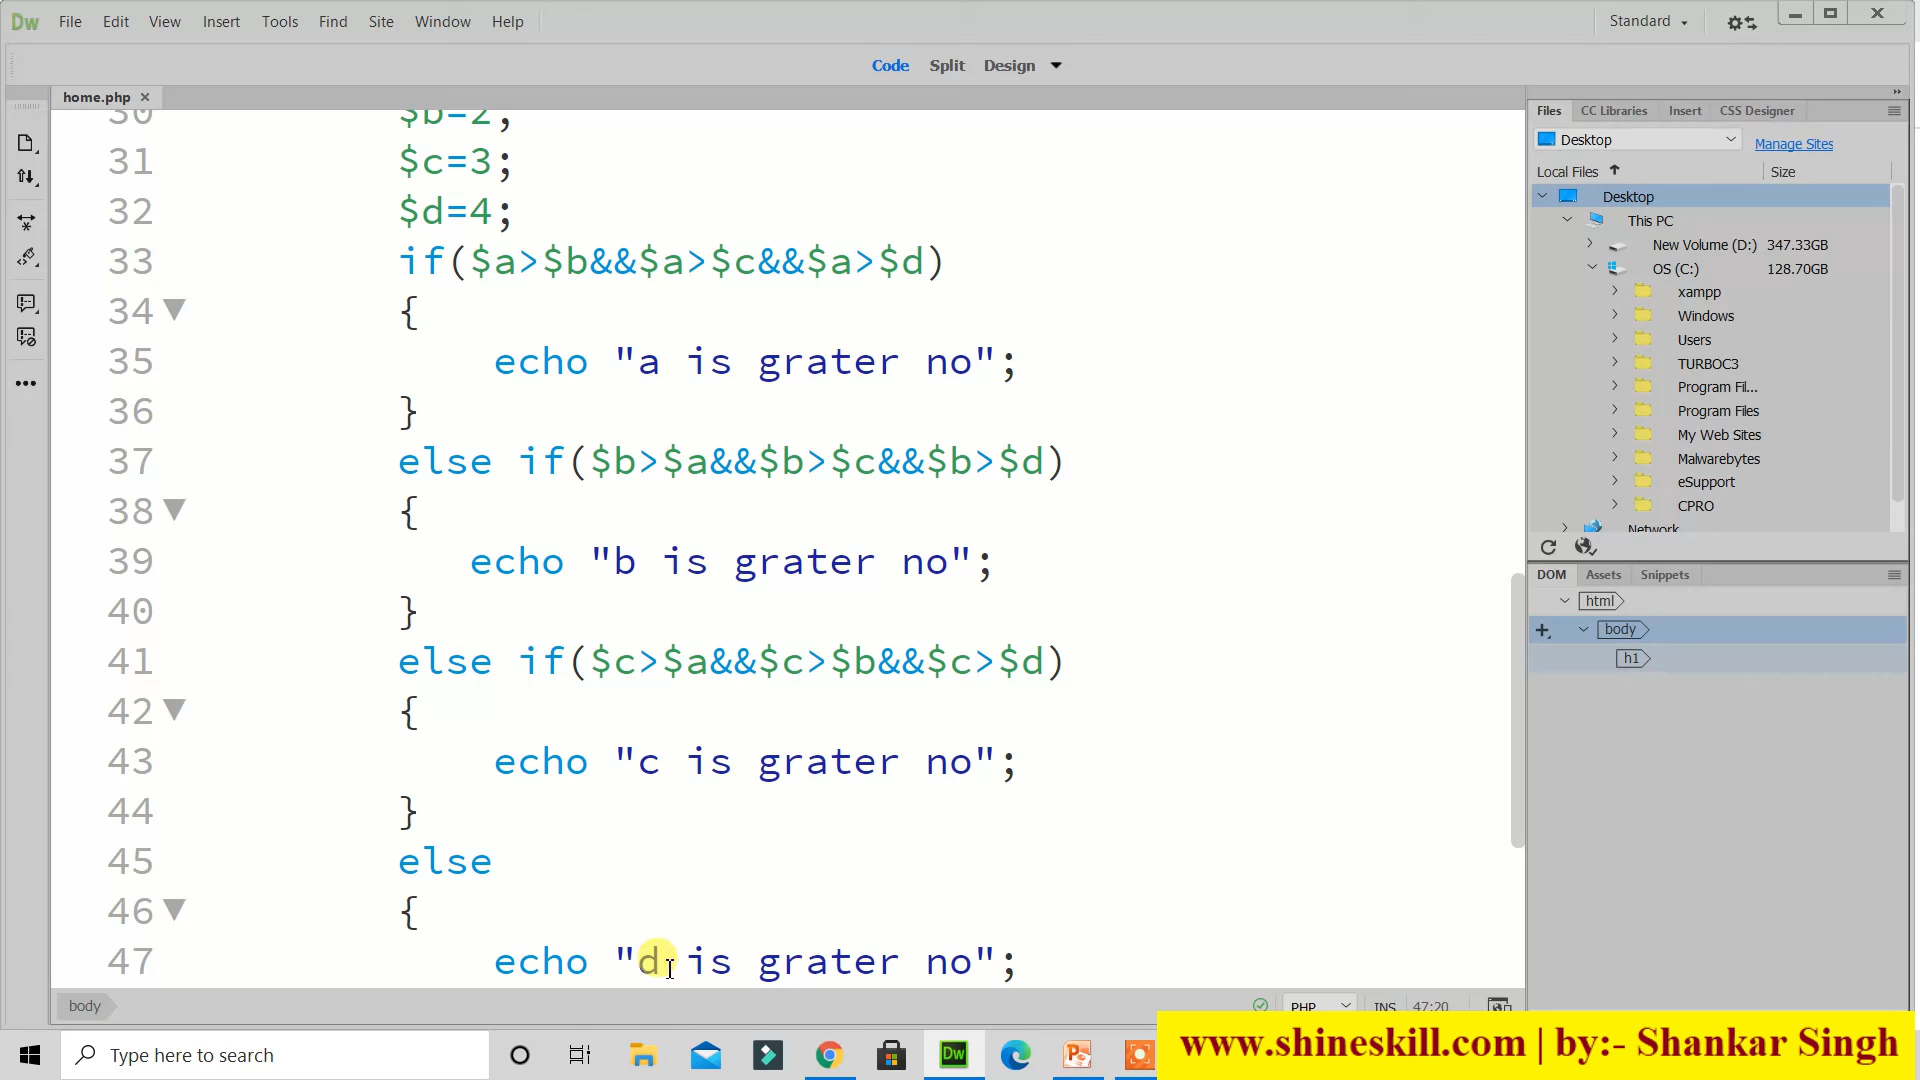 Dw File Edit View Insert Tools Find Site Window Help Standard
Code Split Design
home.php
30 $b=2;
31 $c=3;
32 $d=4;
33 if($a>$b&&$a>$c&&$a>$d)
34 {
35 echo "a is grater no";
36 }
37 else if($b>$a&&$b>$c&&$b>$d)
38 {
39 echo "b is grater no";
40 }
41 else if($c>$a&&$c>$b&&$c>$d)
42 {
43 echo "c is grater no";
44 }
45 else
46 {
47 echo "d is grater no";
body PHP INS 47:20
Files CC Libraries Insert CSS Designer
Desktop Manage Sites
Local Files Size
Desktop
This PC
New Volume (D:) 347.33GB
OS (C:) 128.70GB
xampp
Windows
Users
TURBOC3
Program Fil...
Program Files
My Web Sites
Malwarebytes
eSupport
CPRO
Network
DOM Assets Snippets
html
body
h1
Type here to search
Dw
www.shineskill.com | by:- Shankar Singh